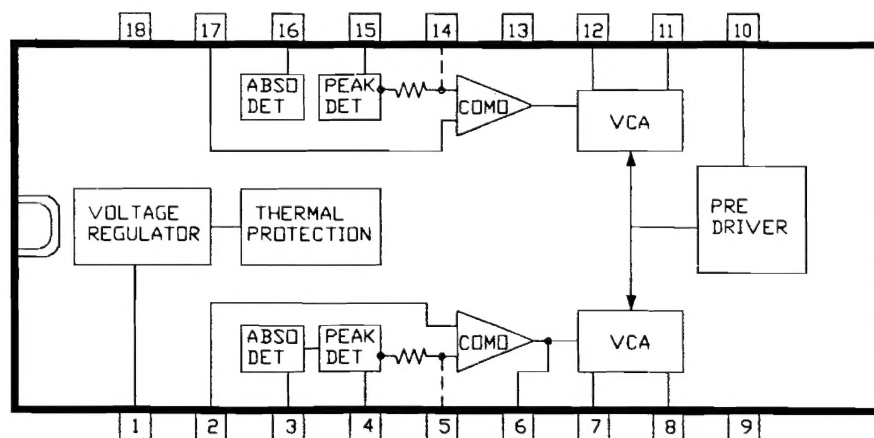 18 17 16 15 14 13 12 11 10
ABSO
DET
PEAK
DET
COMO
VCA
VOLTAGE
REGULATOR
THERMAL
PROTECTION
PRE
DRIVER
ABSO
DET
PEAK
DET
COMO
VCA
1 2 3 4 5 6 7 8 9